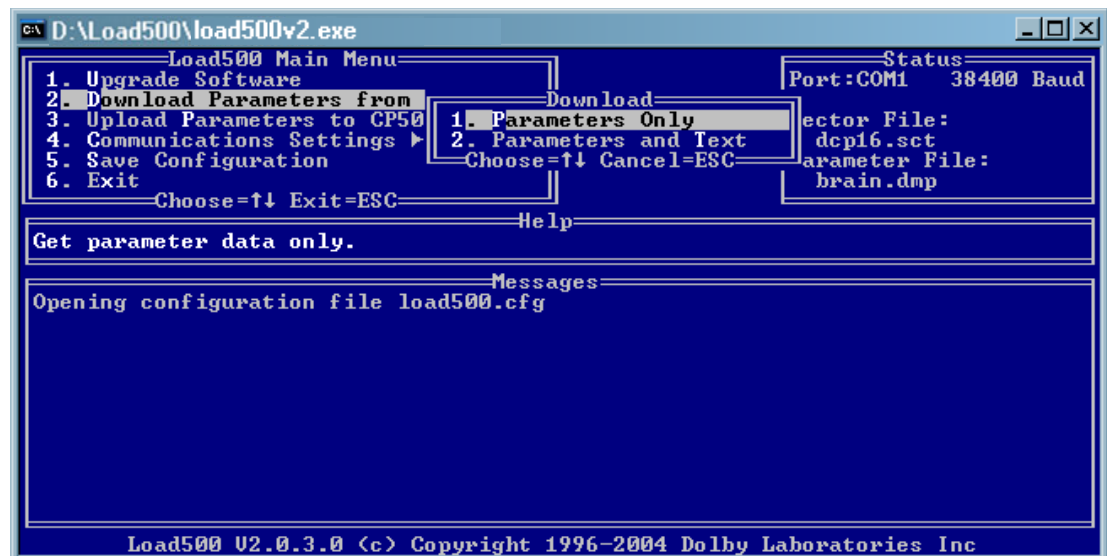 D:\Load500\load500v2.exe
Load500 Main Menu
1. Upgrade Software
2. Download Parameters from
3. Upload Parameters to CP50
4. Communications Settings ►
5. Save Configuration
6. Exit
Choose=↑↓ Exit=ESC
Download
1. Parameters Only
2. Parameters and Text
Choose=↑↓ Cancel=ESC
Status
Port:COM1 38400 Baud
ector File:
dcp16.sct
arameter File:
brain.dmp
Help
Get parameter data only.
Messages
Opening configuration file load500.cfg
Load500 V2.0.3.0 (c) Copyright 1996-2004 Dolby Laboratories Inc